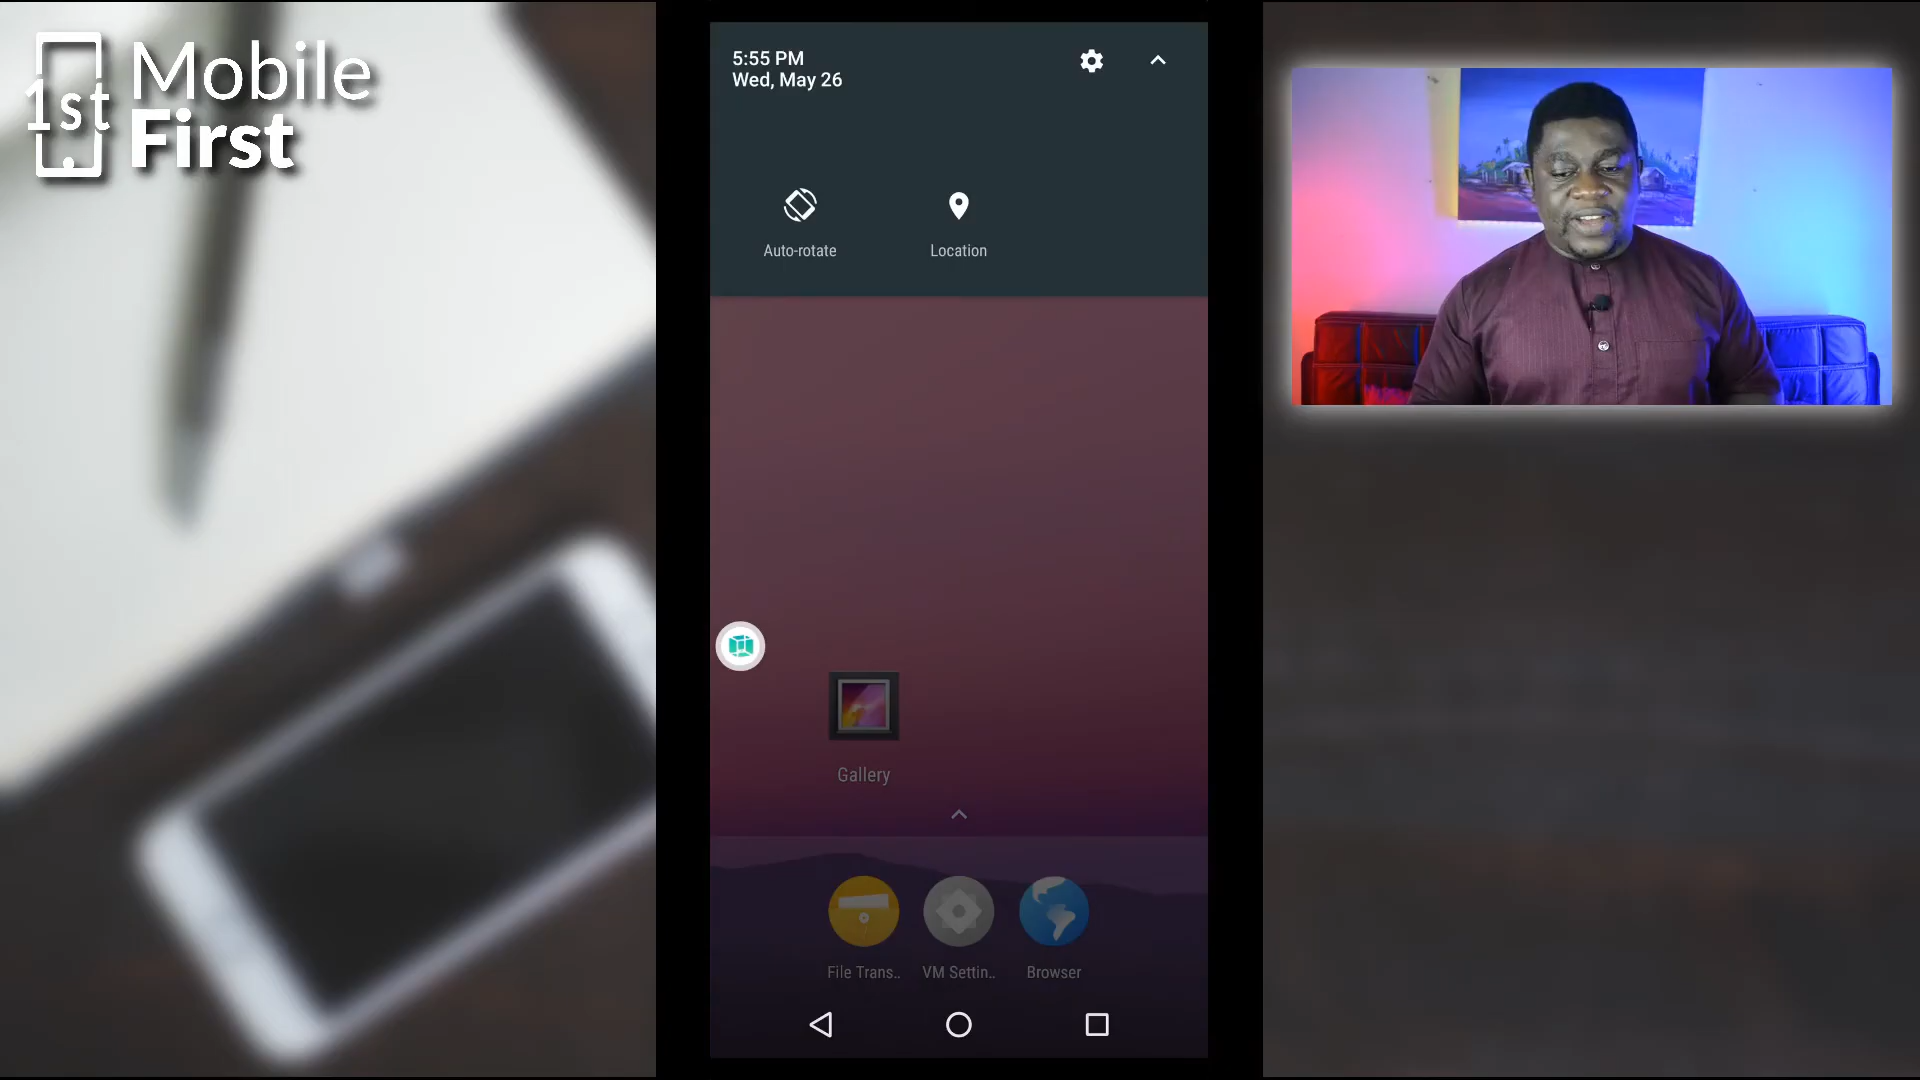 1st
Mobile
First
5:55 PM
Wed, May 26
Auto-rotate
Location
Gallery
File Trans..
VM Settin..
Browser